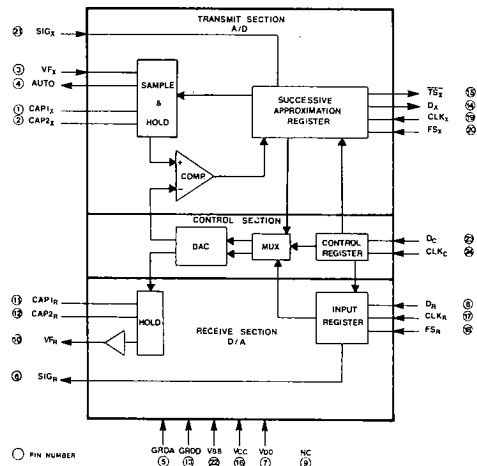 TRANSMIT SECTION
A/D
㉑ SIGX
③ VFX
④ AUTO
① CAP1X
② CAP2X
SAMPLE
&
HOLD
SUCCESSIVE
APPROXIMATION
REGISTER
TSX ⑮
DX ⑭
CLKX ⑲
FSX ⑳
+
COMP.
−
CONTROL SECTION
DAC
MUX
CONTROL
REGISTER
DC ㉓
CLKC ㉔
⑪ CAP1R
⑫ CAP2R
⑩ VFR
HOLD
RECEIVE SECTION
D/A
INPUT
REGISTER
DR ⑧
CLKR ⑰
FSR ⑱
⑥ SIGR
GRDA GRDD VBB VCC VDD NC
⑤ ⑬ ㉒ ⑯ ⑦ ⑨
PIN NUMBER